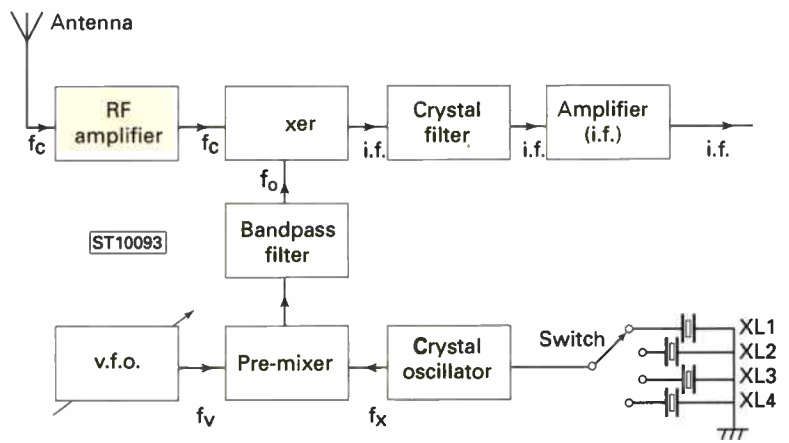 Antenna
RF
amplifier
xer
Crystal
filter
Amplifier
(i.f.)
fc
fc
i.f.
i.f.
i.f.
fo
Bandpass
filter
ST10093
v.f.o.
Pre-mixer
Crystal
oscillator
Switch
XL1
XL2
XL3
XL4
fv
fx